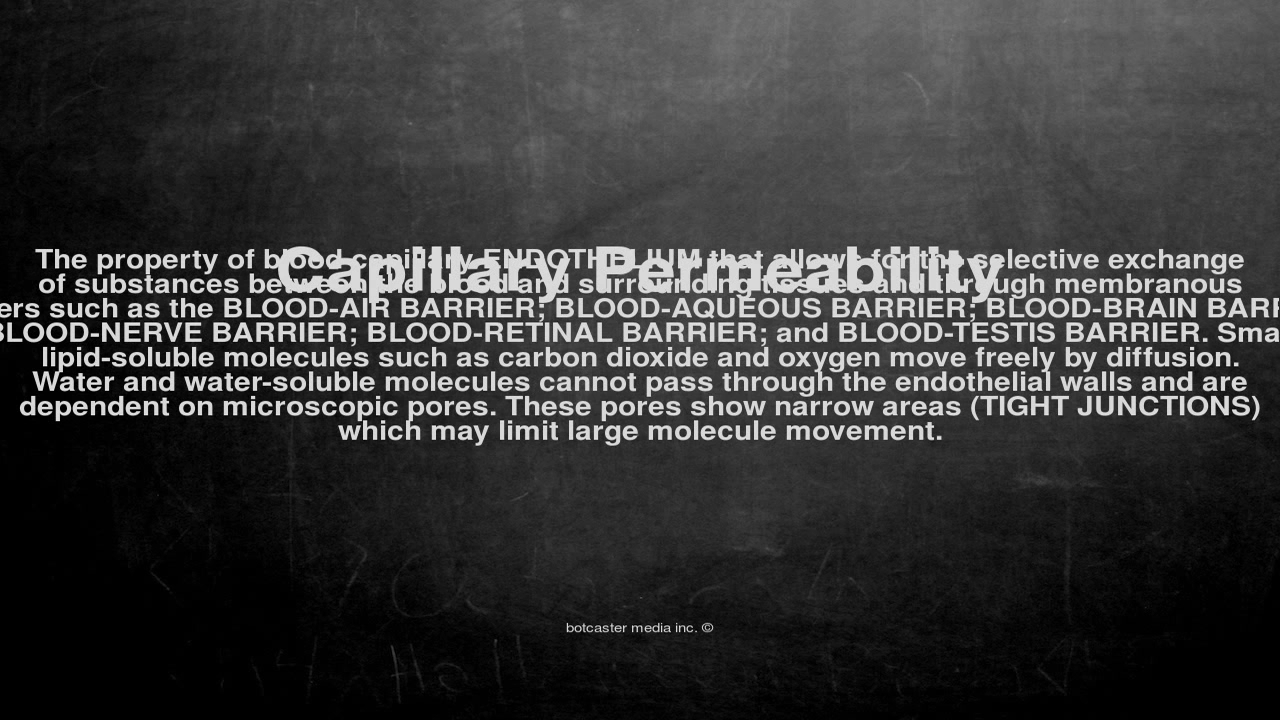 Capillary Permeability
The property of blood capillary ENDOTHELIUM that allows for the selective exchange
of substances between the blood and surrounding tissues and through membranous
ers such as the BLOOD-AIR BARRIER; BLOOD-AQUEOUS BARRIER; BLOOD-BRAIN BARR
BLOOD-NERVE BARRIER; BLOOD-RETINAL BARRIER; and BLOOD-TESTIS BARRIER. Sma
lipid-soluble molecules such as carbon dioxide and oxygen move freely by diffusion.
Water and water-soluble molecules cannot pass through the endothelial walls and are
dependent on microscopic pores. These pores show narrow areas (TIGHT JUNCTIONS)
which may limit large molecule movement.
botcaster media inc. ©